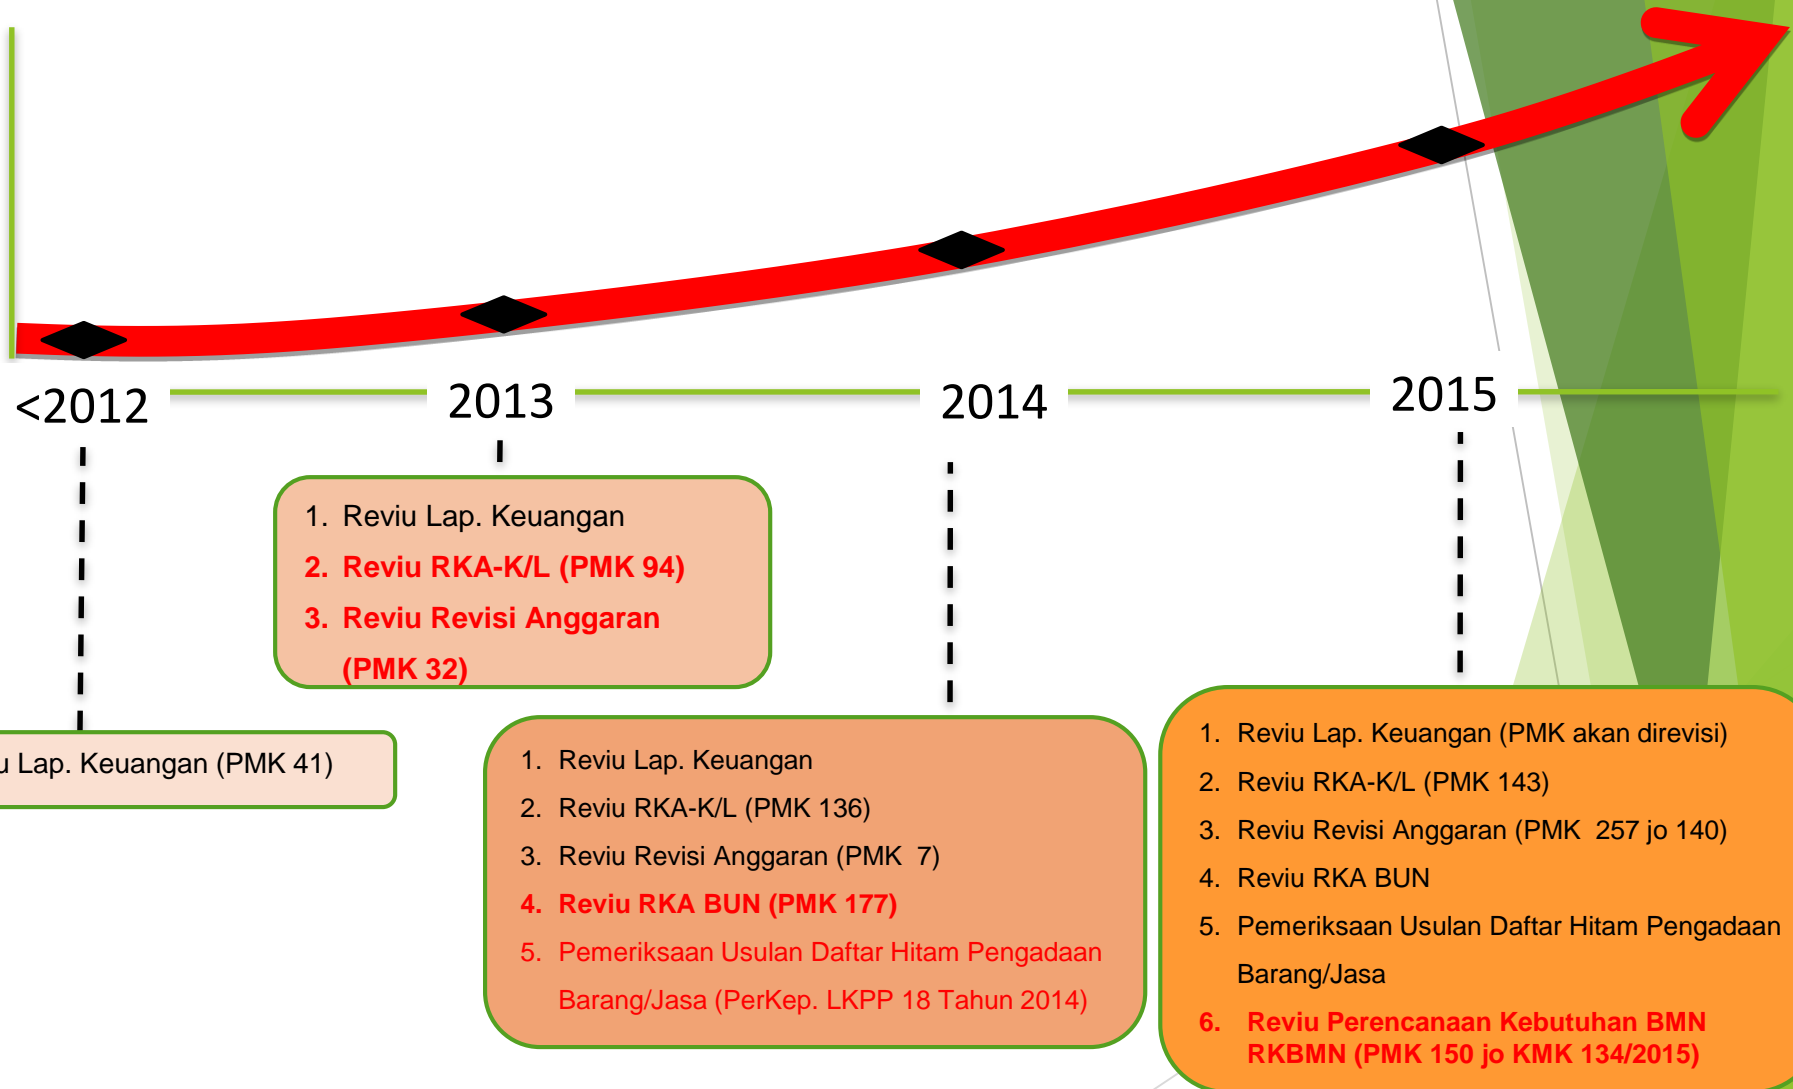 <2012
2013
2014
2015
1. Reviu Lap. Keuangan
2. Reviu RKA-K/L (PMK 94)
3. Reviu Revisi Anggaran
(PMK 32)
Lap. Keuangan (PMK 41)
1. Reviu Lap. Keuangan
2. Reviu RKA-K/L (PMK 136)
3. Reviu Revisi Anggaran (PMK 7)
4. Reviu RKA BUN (PMK 177)
5. Pemeriksaan Usulan Daftar Hitam Pengadaan
Barang/Jasa (PerKep. LKPP 18 Tahun 2014)
1. Reviu Lap. Keuangan (PMK akan direvisi)
2. Reviu RKA-K/L (PMK 143)
3. Reviu Revisi Anggaran (PMK 257 jo 140)
4. Reviu RKA BUN
5. Pemeriksaan Usulan Daftar Hitam Pengadaan
Barang/Jasa
6. Reviu Perencanaan Kebutuhan BMN
RKBMN (PMK 150 jo KMK 134/2015)